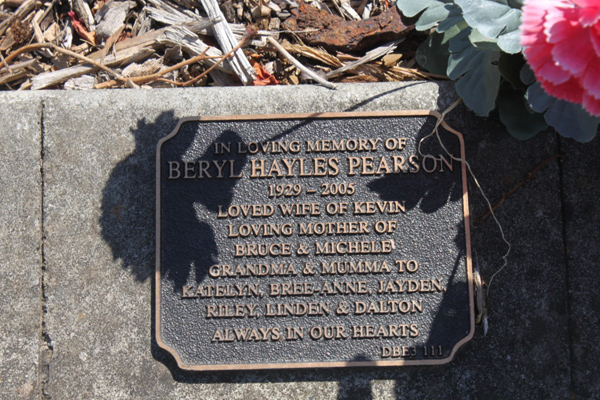 IN LOVING MEMORY OF
BERYL HAYLES PEARSON
1929 - 2005
LOVED WIFE OF KEVIN
LOVING MOTHER OF
BRUCE & MICHELE
GRANDMA & MUMMA TO
KATELYN, BREE-ANNE, JAYDEN,
RILEY, LINDEN & DALTON
ALWAYS IN OUR HEARTS
DBE3 111